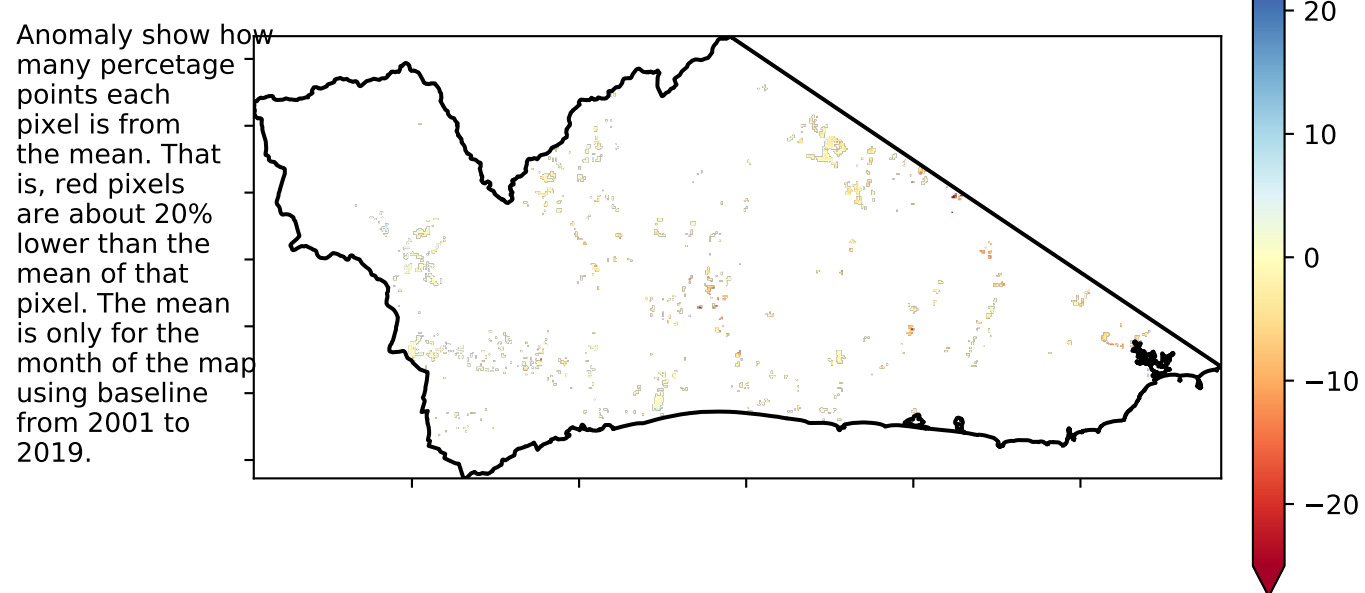 Anomaly show how
many percetage
points each
pixel is from
the mean. That
is, red pixels
are about 20%
lower than the
mean of that
pixel. The mean
is only for the
month of the map
using baseline
from 2001 to
2019.
20
10
0
−10
−20